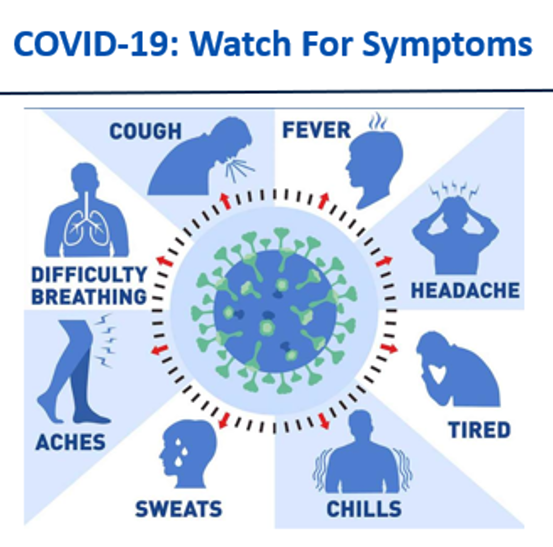 COVID-19: Watch For Symptoms
COUGH
FEVER
DIFFICULTY
BREATHING
HEADACHE
ACHES
TIRED
SWEATS
CHILLS